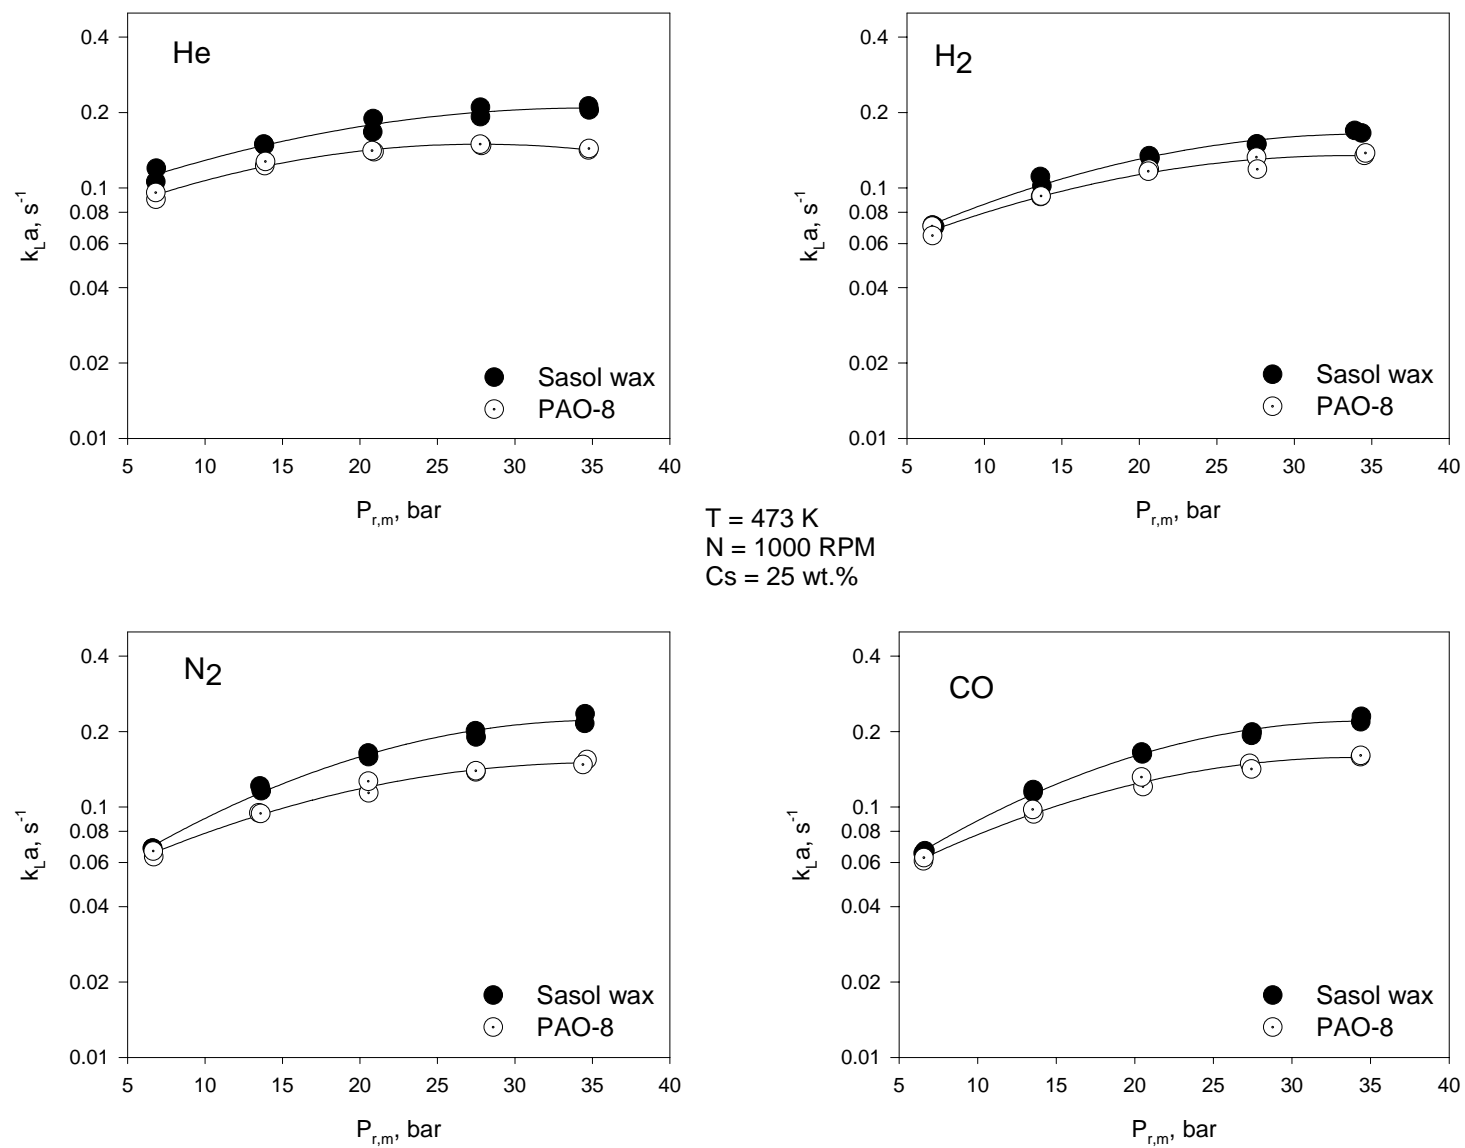 He
0.4
0.2
0.1
0.08
0.06
0.04
0.02
0.01
k_L a, s^-1
Sasol wax
PAO-8
5 10 15 20 25 30 35 40
P_r,m, bar
H2
0.4
0.2
0.1
0.08
0.06
0.04
0.02
0.01
k_L a, s^-1
Sasol wax
PAO-8
5 10 15 20 25 30 35 40
P_r,m, bar
T = 473 K
N = 1000 RPM
Cs = 25 wt.%
N2
0.4
0.2
0.1
0.08
0.06
0.04
0.02
0.01
k_L a, s^-1
Sasol wax
PAO-8
5 10 15 20 25 30 35 40
P_r,m, bar
CO
0.4
0.2
0.1
0.08
0.06
0.04
0.02
0.01
k_L a, s^-1
Sasol wax
PAO-8
5 10 15 20 25 30 35 40
P_r,m, bar